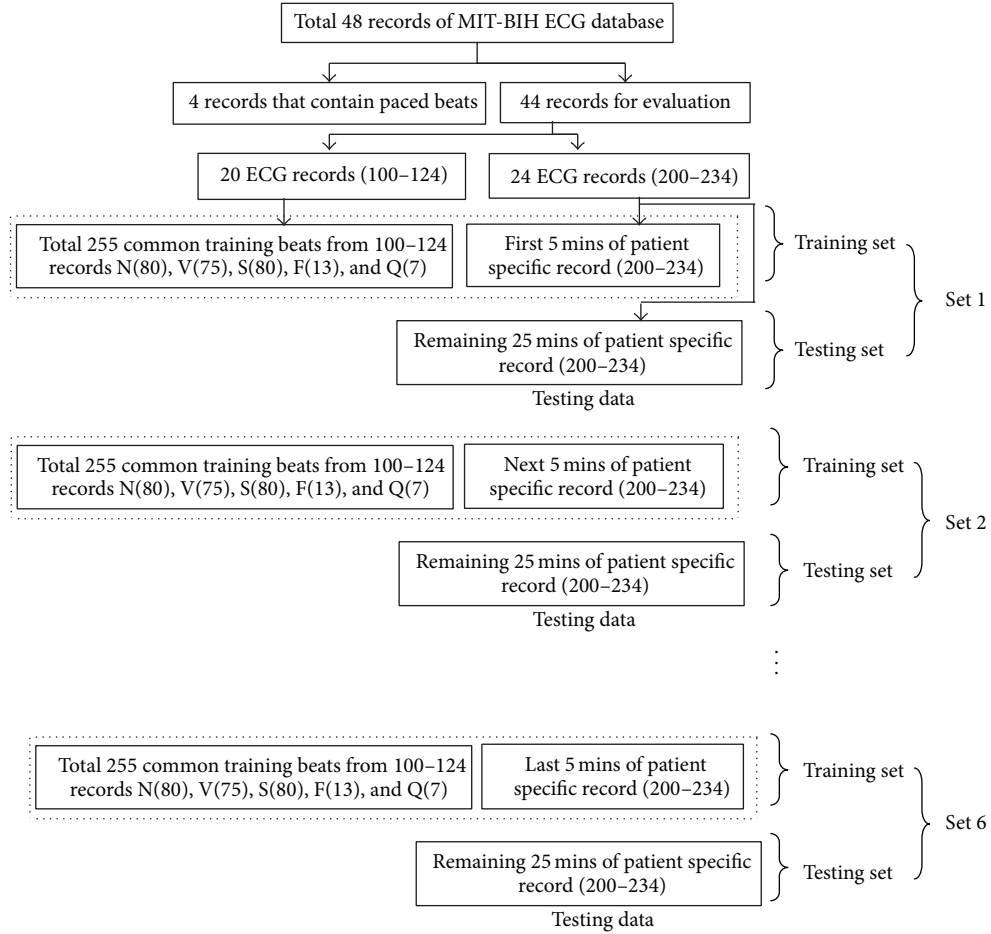 Total 48 records of MIT-BIH ECG database
4 records that contain paced beats
44 records for evaluation
20 ECG records (100–124)
24 ECG records (200–234)
Total 255 common training beats from 100–124
records N(80), V(75), S(80), F(13), and Q(7)
First 5 mins of patient
specific record (200–234)
Training set
Set 1
Remaining 25 mins of patient specific
record (200–234)
Testing set
Testing data
Total 255 common training beats from 100–124
records N(80), V(75), S(80), F(13), and Q(7)
Next 5 mins of patient
specific record (200–234)
Training set
Set 2
Remaining 25 mins of patient specific
record (200–234)
Testing set
Testing data
⋮
Total 255 common training beats from 100–124
records N(80), V(75), S(80), F(13), and Q(7)
Last 5 mins of patient
specific record (200–234)
Training set
Set 6
Remaining 25 mins of patient specific
record (200–234)
Testing set
Testing data